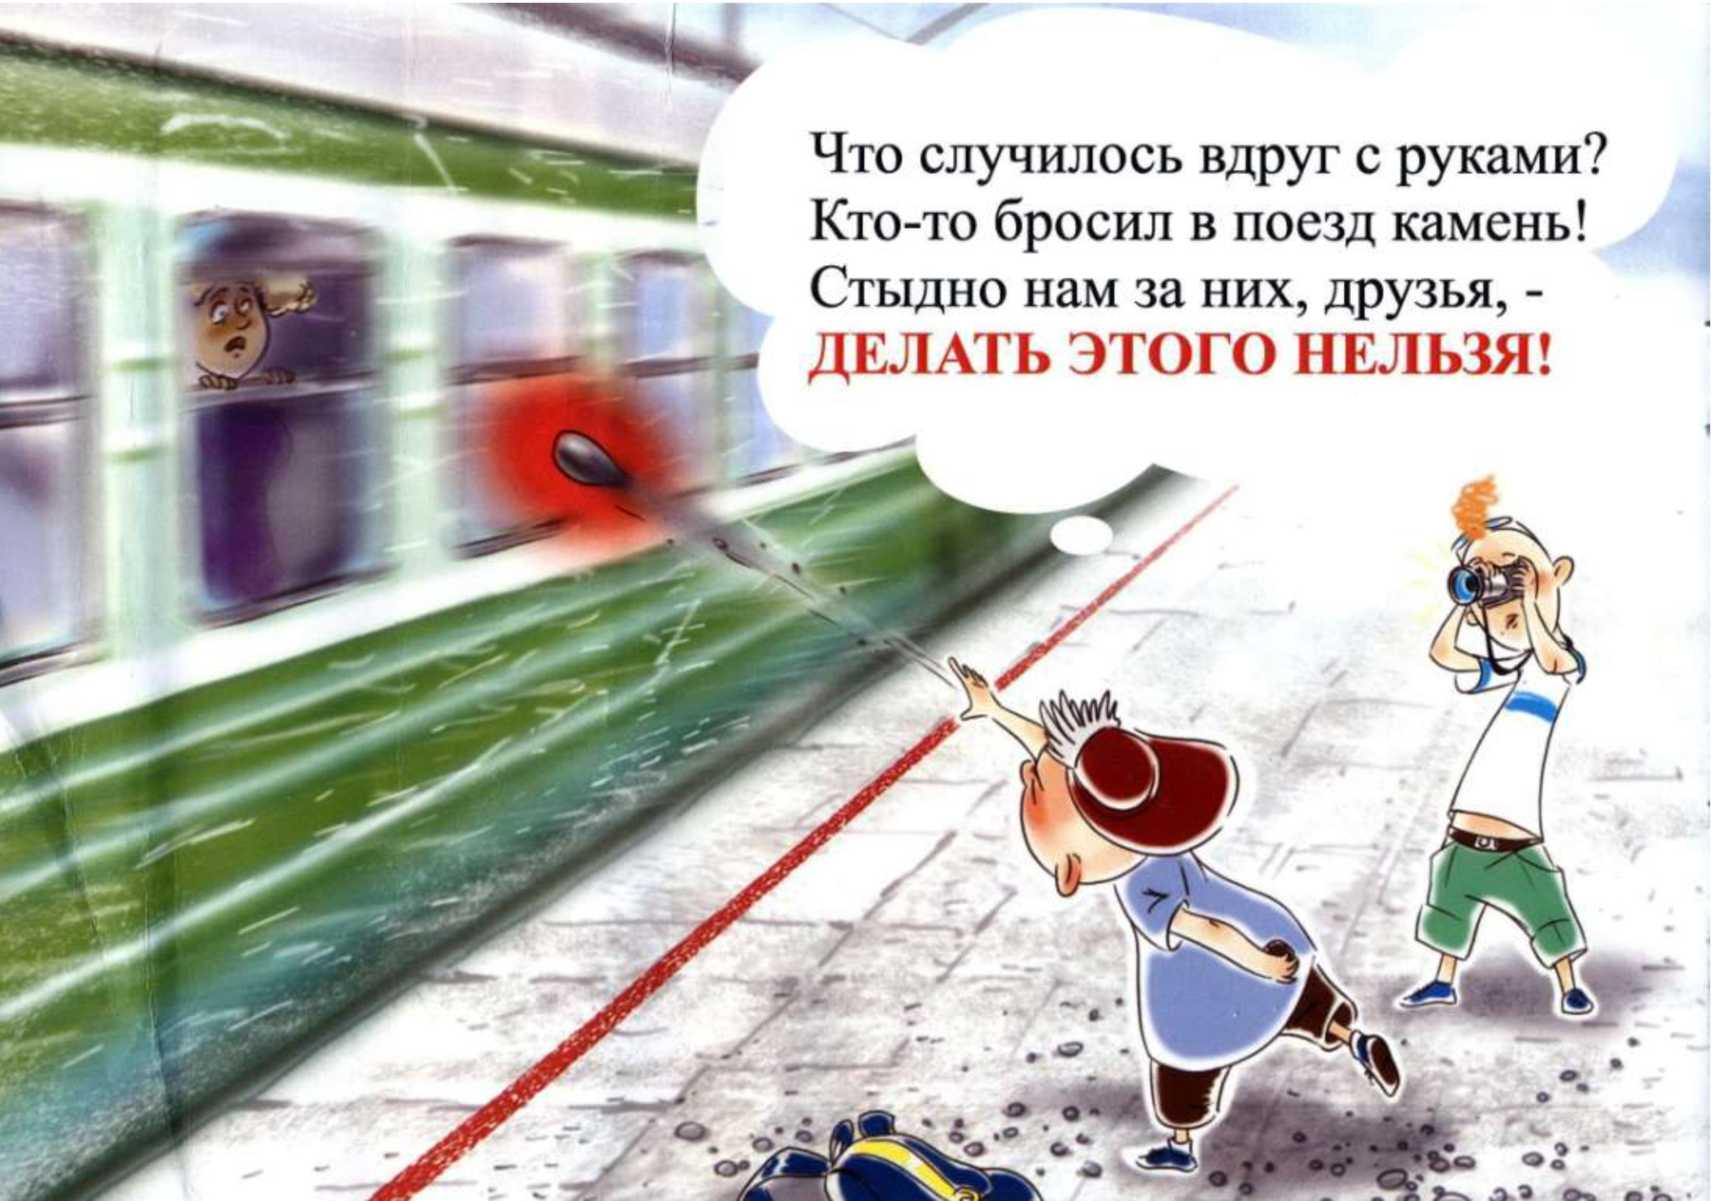 Что случилось вдруг с руками?
Кто-то бросил в поезд камень!
Стыдно нам за них, друзья, -
ДЕЛАТЬ ЭТОГО НЕЛЬЗЯ!